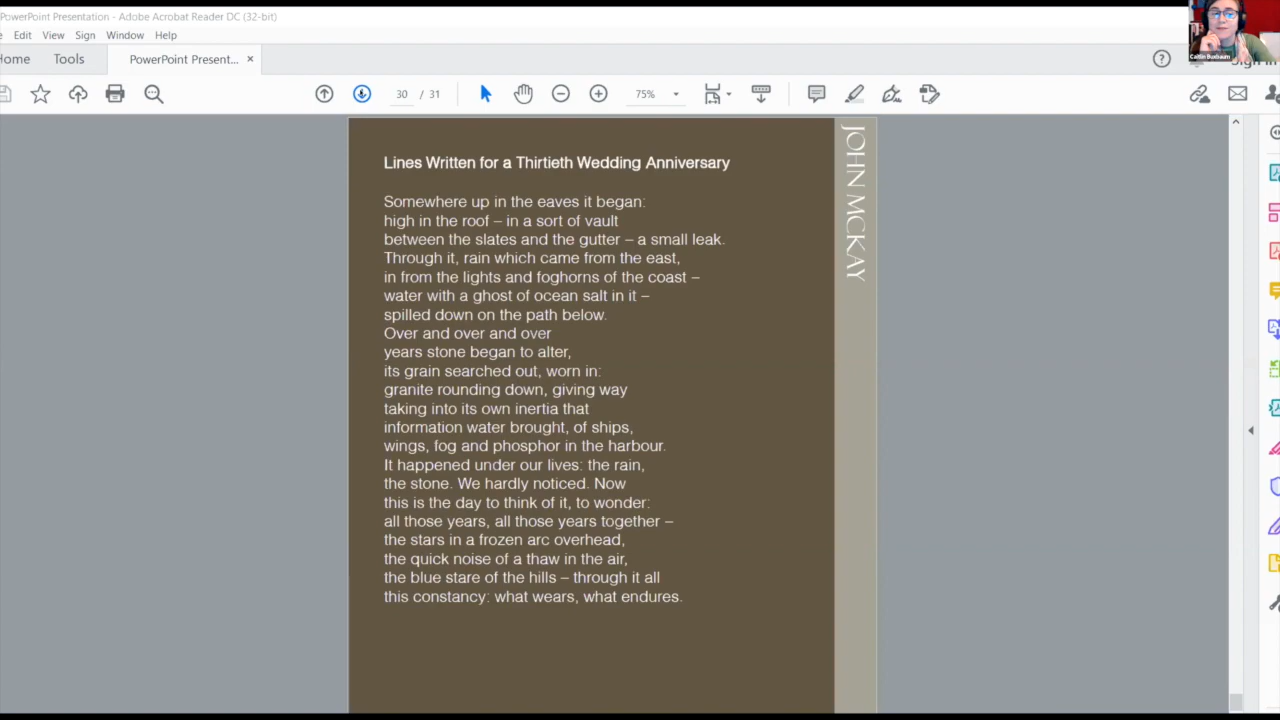 PowerPoint Presentation - Adobe Acrobat Reader DC (32-bit)
Edit View Sign Window Help
Tools
PowerPoint Present... ×
30 / 31
75%
Caitlin Buxbaum
JOHN MCKAY
Lines Written for a Thirtieth Wedding Anniversary
Somewhere up in the eaves it began:
high in the roof – in a sort of vault
between the slates and the gutter – a small leak.
Through it, rain which came from the east,
in from the lights and foghorns of the coast –
water with a ghost of ocean salt in it –
spilled down on the path below.
Over and over and over
years stone began to alter,
its grain searched out, worn in:
granite rounding down, giving way
taking into its own inertia that
information water brought, of ships,
wings, fog and phosphor in the harbour.
It happened under our lives: the rain,
the stone. We hardly noticed. Now
this is the day to think of it, to wonder:
all those years, all those years together –
the stars in a frozen arc overhead,
the quick noise of a thaw in the air,
the blue stare of the hills – through it all
this constancy: what wears, what endures.